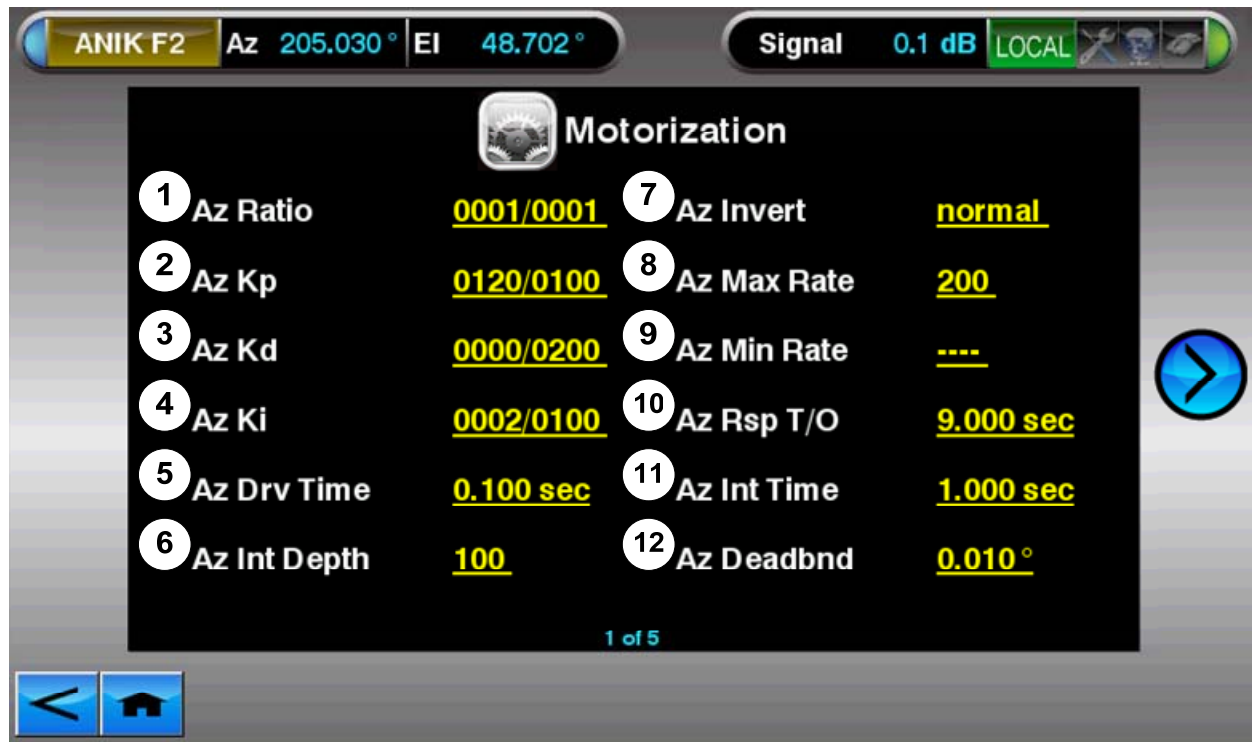 ANIK F2 Az 205.030 ° El 48.702 ° Signal 0.1 dB LOCAL
Motorization
1 Az Ratio 0001/0001 7 Az Invert normal
2 Az Kp 0120/0100 8 Az Max Rate 200
3 Az Kd 0000/0200 9 Az Min Rate ----
4 Az Ki 0002/0100 10 Az Rsp T/O 9.000 sec
5 Az Drv Time 0.100 sec 11 Az Int Time 1.000 sec
6 Az Int Depth 100 12 Az Deadbnd 0.010 °
1 of 5